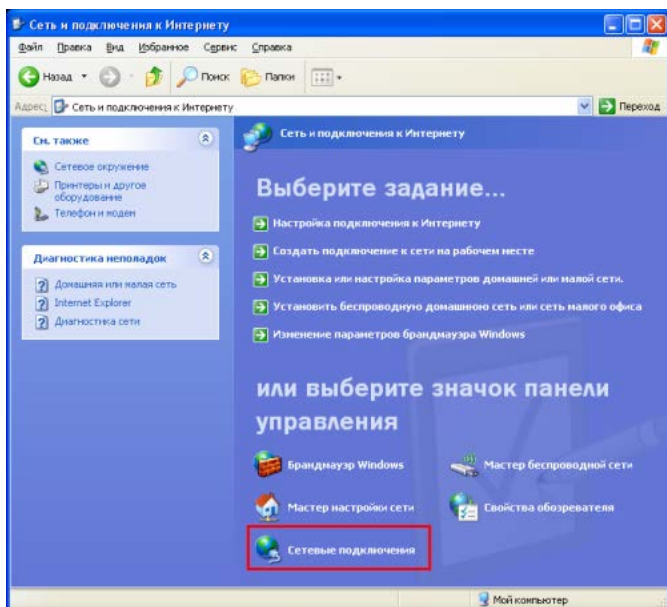 Сеть и подключения к Интернету
Файл Правка Вид Избранное Сервис Справка
Назад Поиск Папки
Адрес: Сеть и подключения к Интернету Переход
См. также
Сетевое окружение
Принтеры и другое
оборудование
Телефон и модем
Диагностика неполадок
Домашняя или малая сеть
Internet Explorer
Диагностика сети
Сеть и подключения к Интернету
Выберите задание...
Настройка подключения к Интернету
Создать подключение к сети на рабочем месте
Установка или настройка параметров домашней или малой сети.
Установить беспроводную домашнюю сеть или сеть малого офиса
Изменение параметров брандмауэра Windows
или выберите значок панели
управления
Брандмауэр Windows Мастер беспроводной сети
Мастер настройки сети Свойства обозревателя
Сетевые подключения
Мой компьютер